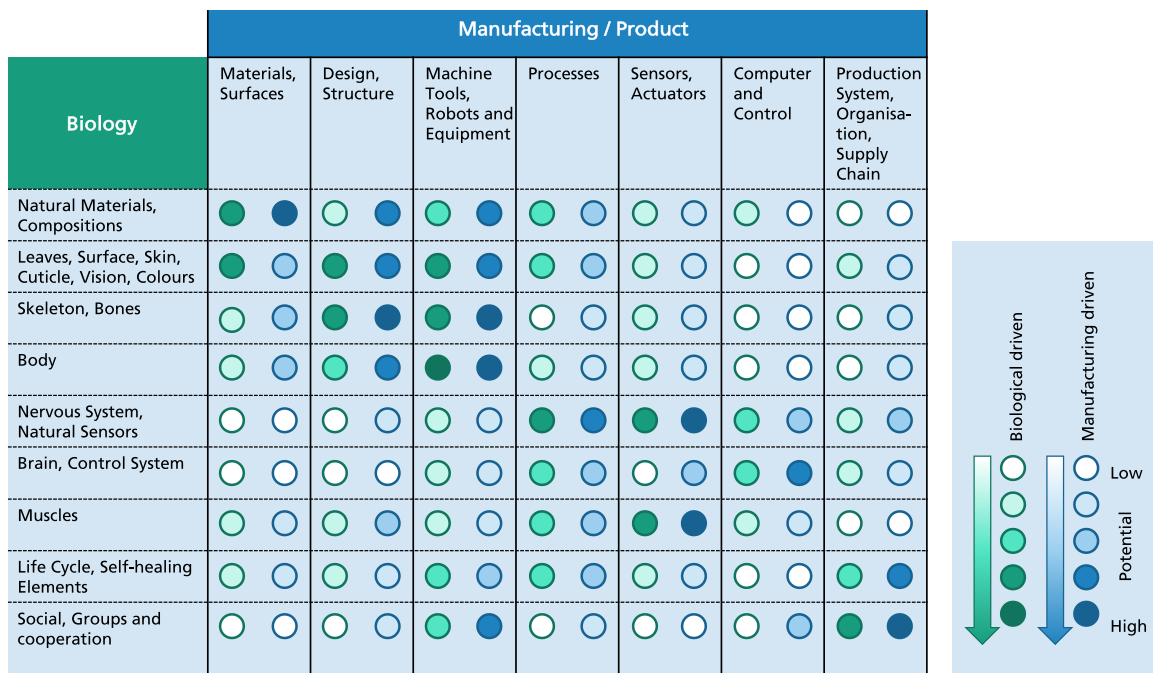 Manufacturing / Product
Biology
Materials,
Surfaces
Design,
Structure
Machine
Tools,
Robots and
Equipment
Processes
Sensors,
Actuators
Computer
and
Control
Production
System,
Organisa-
tion,
Supply
Chain
Natural Materials,
Compositions
Leaves, Surface, Skin,
Cuticle, Vision, Colours
Skeleton, Bones
Body
Nervous System,
Natural Sensors
Brain, Control System
Muscles
Life Cycle, Self-healing
Elements
Social, Groups and
cooperation
Biological driven
Manufacturing driven
Low
Potential
High